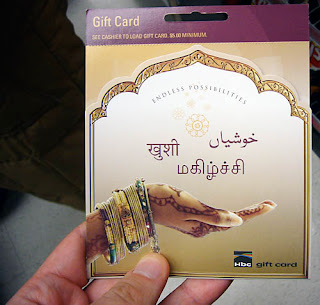 Gift Card
SEE CASHIER TO LOAD GIFT CARD. $5.00 MINIMUM.
ENDLESS POSSIBILITIES
خوشیاں
खुशी
மகிழ்ச்சி
Hbc gift card